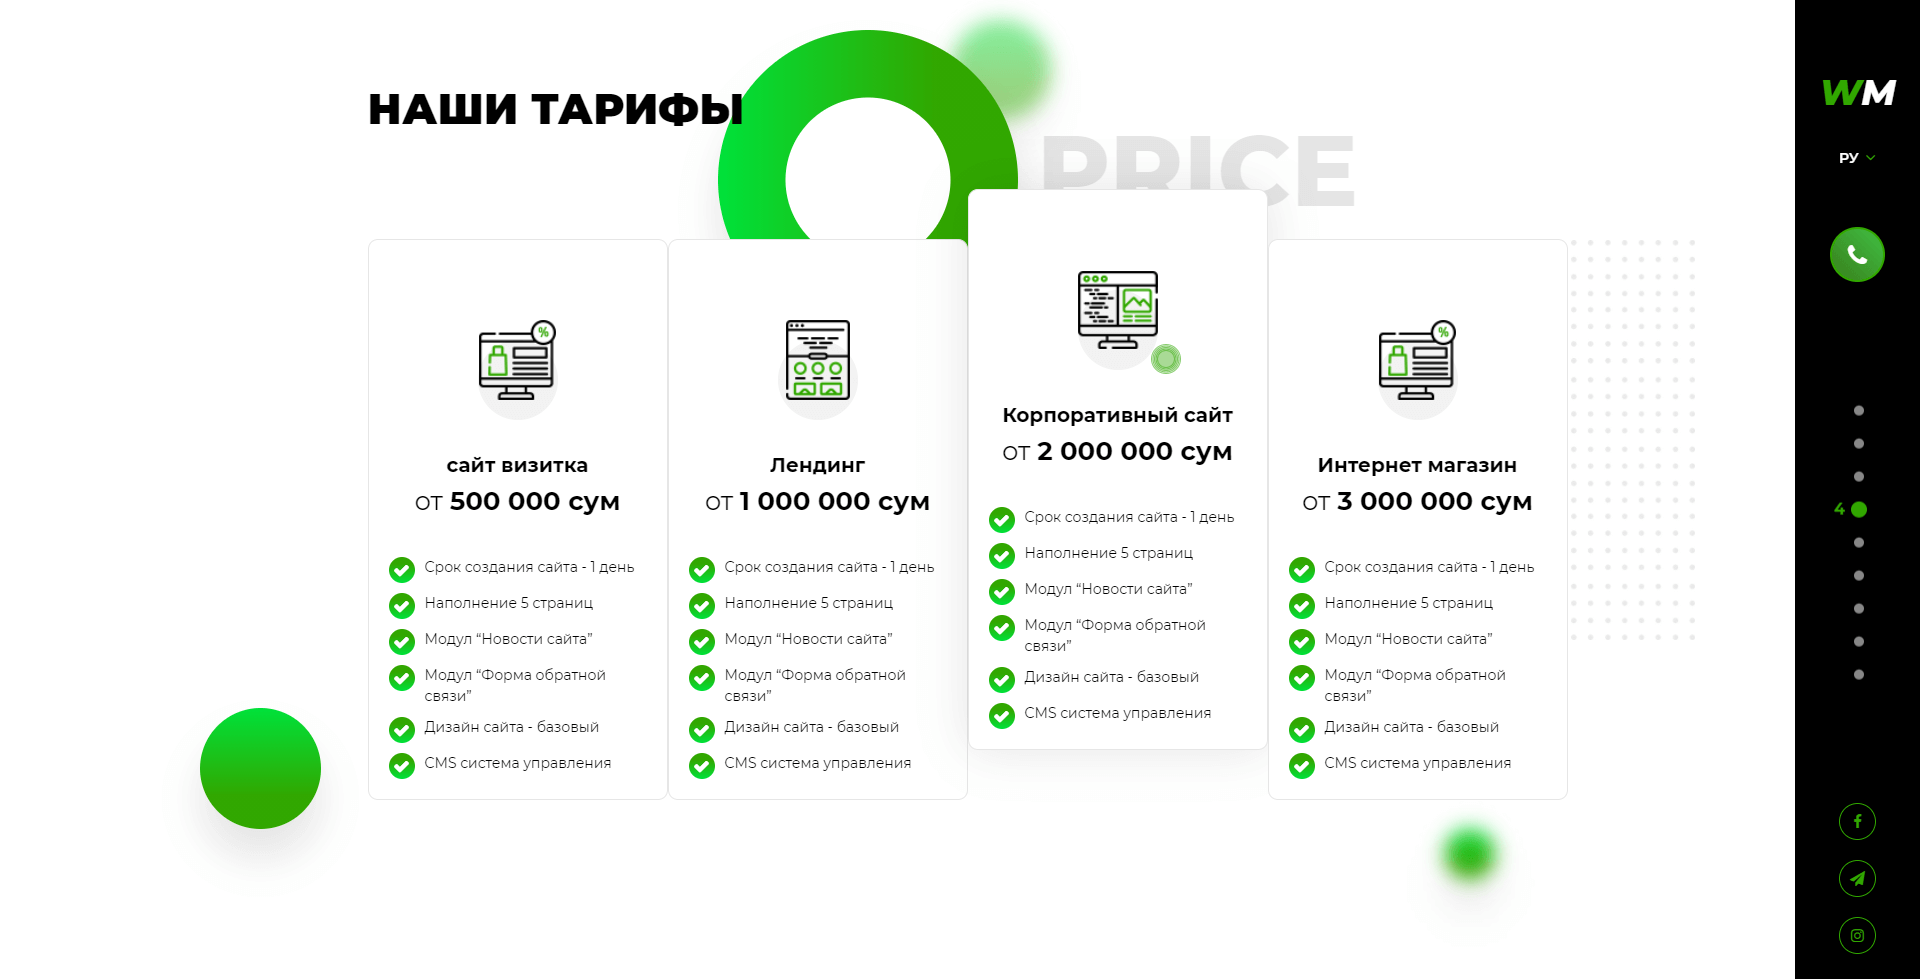 НАШИ ТАРИФЫ
PRICE
сайт визитка
от 500 000 сум
Срок создания сайта - 1 день
Наполнение 5 страниц
Модул “Новости сайта”
Модул “Форма обратной
связи”
Дизайн сайта - базовый
CMS система управления
Лендинг
от 1 000 000 сум
Срок создания сайта - 1 день
Наполнение 5 страниц
Модул “Новости сайта”
Модул “Форма обратной
связи”
Дизайн сайта - базовый
CMS система управления
Корпоративный сайт
от 2 000 000 сум
Срок создания сайта - 1 день
Наполнение 5 страниц
Модул “Новости сайта”
Модул “Форма обратной
связи”
Дизайн сайта - базовый
CMS система управления
%
Интернет магазин
от 3 000 000 сум
Срок создания сайта - 1 день
Наполнение 5 страниц
Модул “Новости сайта”
Модул “Форма обратной
связи”
Дизайн сайта - базовый
CMS система управления
%
WM
РУ
4